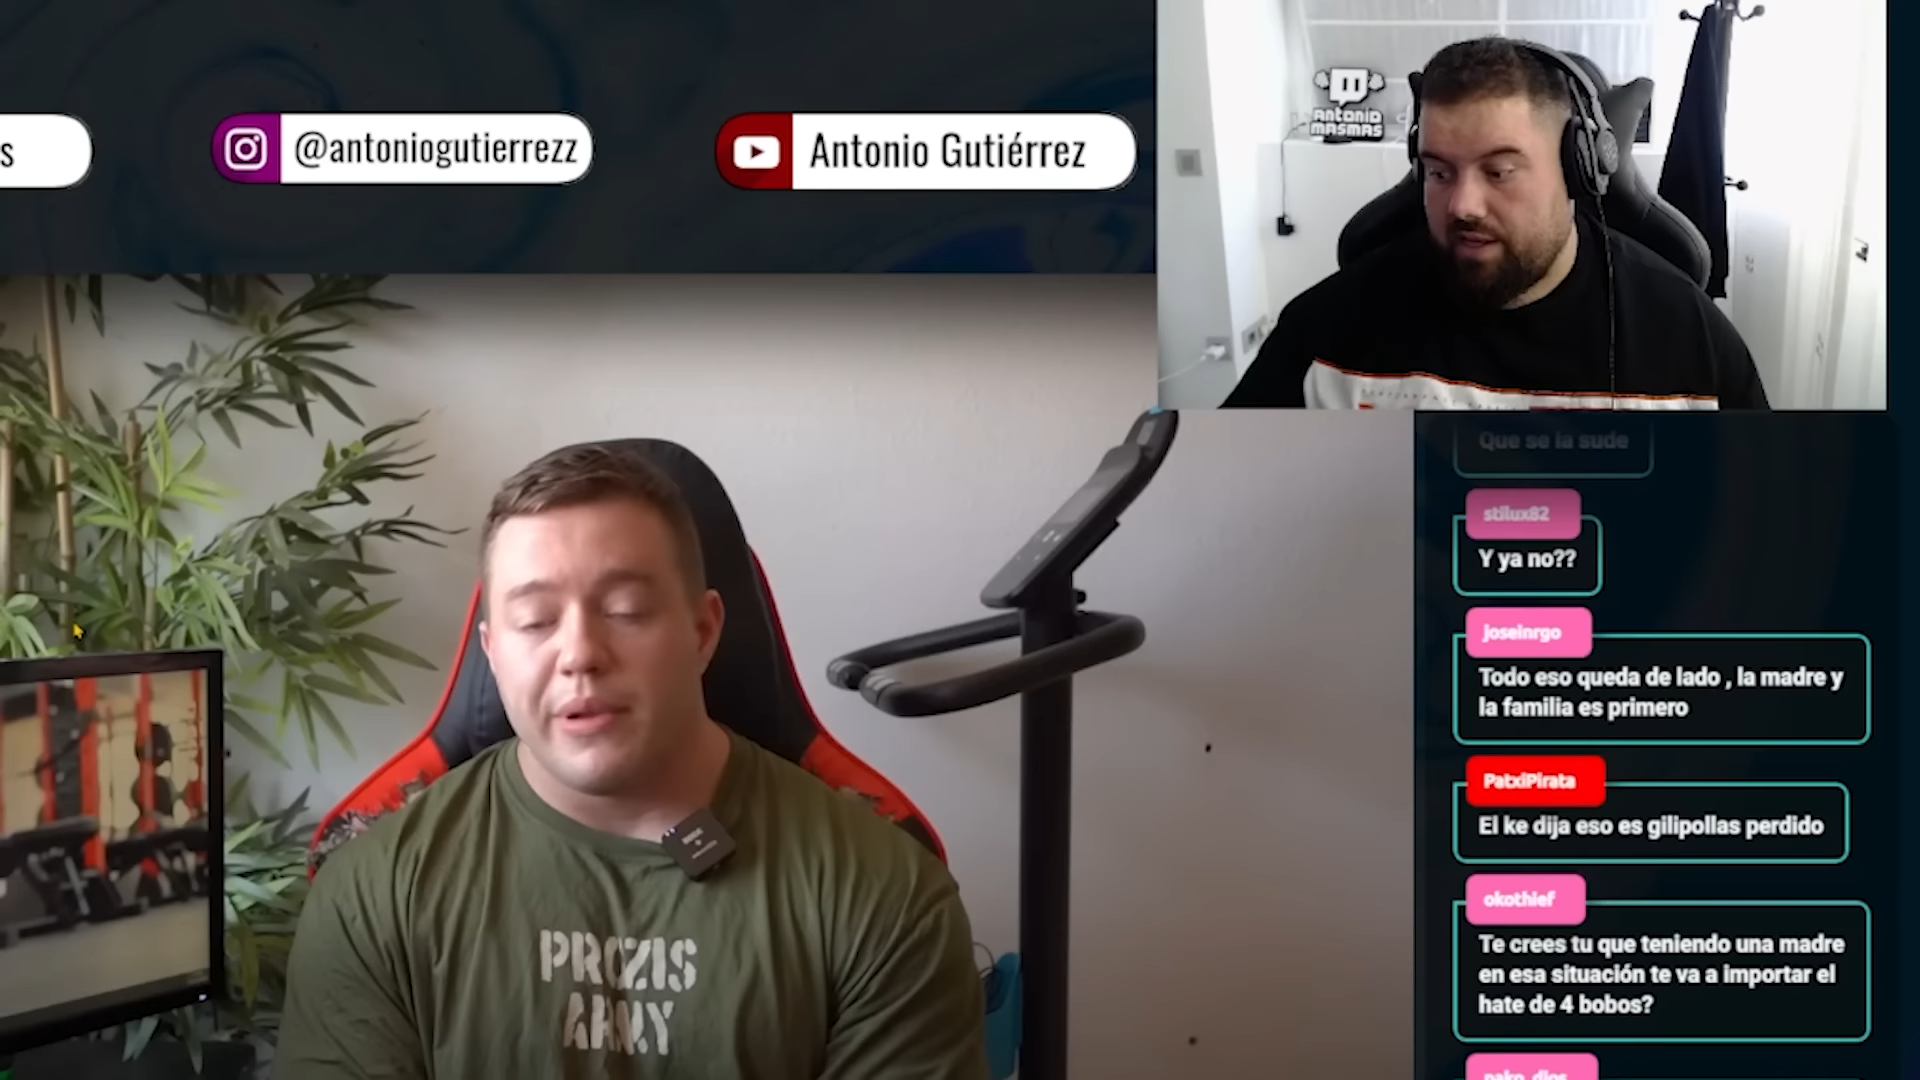 s
@antoniogutierrezz
Antonio Gutiérrez
ANTONIO
MASMAS
Que se la sude
stilux82
Y ya no??
joseinrgo
Todo eso queda de lado , la madre y
la familia es primero
PatxiPirata
El ke dija eso es gilipollas perdido
okothief
Te crees tu que teniendo una madre
en esa situación te va a importar el
hate de 4 bobos?
PROZIS
ARMY